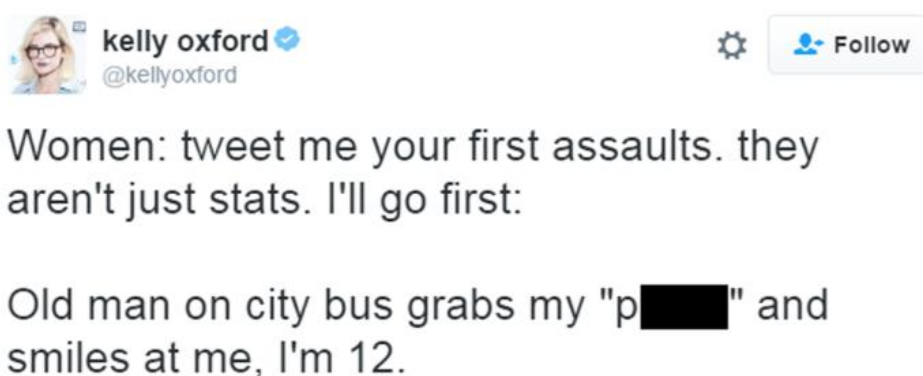 kelly oxford
Follow
@kellyoxford
Women: tweet me your first assaults. they
aren't just stats. I'll go first:
Old man on city bus grabs my "p" and
smiles at me, I'm 12.